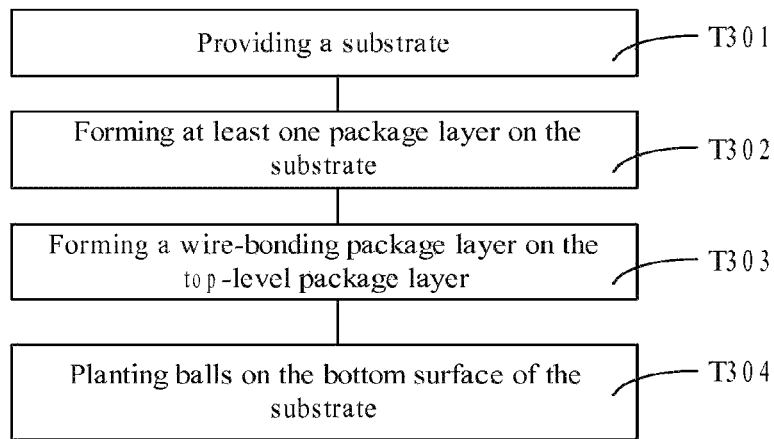 Providing a substrate
T301
Forming at least one package layer on the
substrate
T302
Forming a wire-bonding package layer on the
top-level package layer
T303
Planting balls on the bottom surface of the
substrate
T304